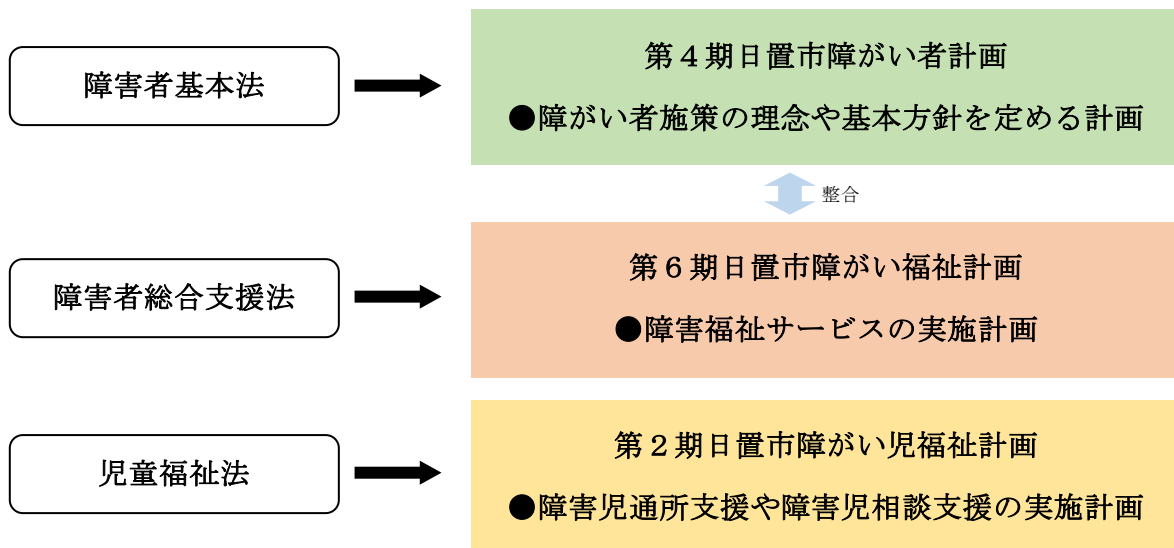 障害者基本法
第４期日置市障がい者計画
●障がい者施策の理念や基本方針を定める計画
整合
障害者総合支援法
第６期日置市障がい福祉計画
●障害福祉サービスの実施計画
児童福祉法
第２期日置市障がい児福祉計画
●障害児通所支援や障害児相談支援の実施計画